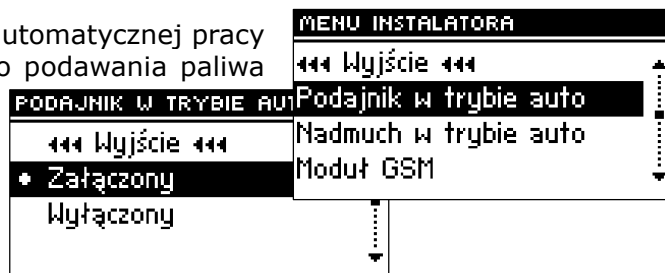 utomatycznej pracy
o podawania paliwa
MENU INSTALATORA
Wyjście
Podajnik w trybie auto
Nadmuch w trybie auto
Moduł GSM
PODAJNIK W TRYBIE AUT
Wyjście
Załączony
Wyłączony